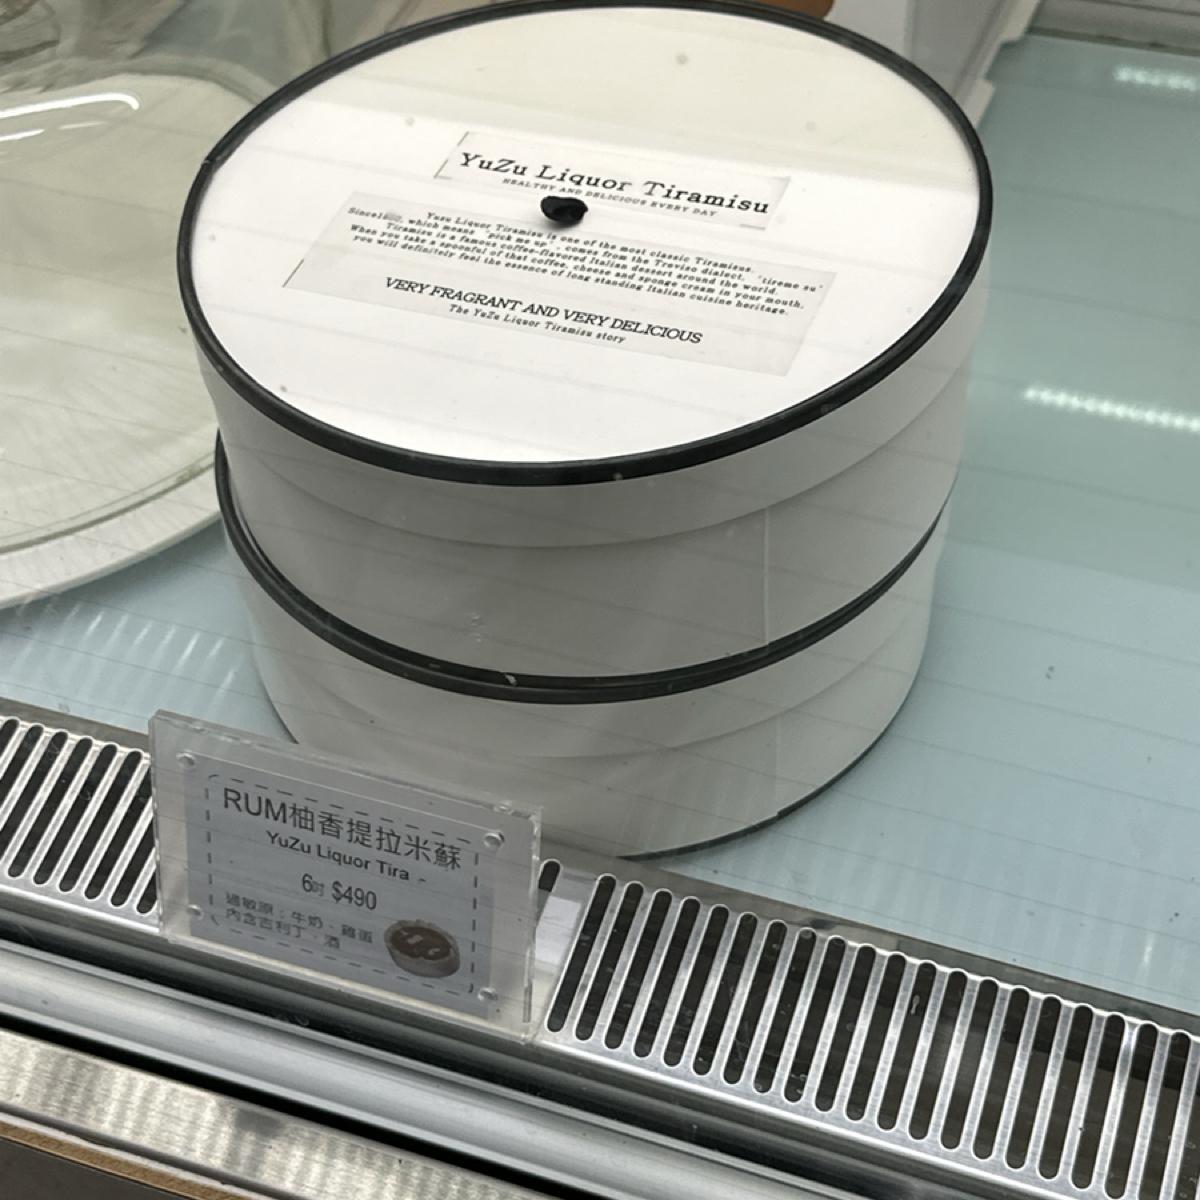 YuZu Liquor Tiramisu
HEALTHY AND DELICIOUS EVERY DAY
Yuzu Liquor Tiramisu is one of the most classic Tiramisus.
which means "pick me up", comes from the Treviso dialect, "tireme su"
Tiramisu is a famous coffee-flavored Italian dessert around the world.
When you take a spoonful of that coffee, cheese and sponge cream in your mouth,
you will definitely feel the essence of long standing Italian cuisine heritage.
VERY FRAGRANT AND VERY DELICIOUS
The YuZu Liquor Tiramisu story
RUM柚香提拉米蘇
YuZu Liquor Tira
6吋 $490
過敏原:牛奶、雞蛋
內含吉利丁、酒